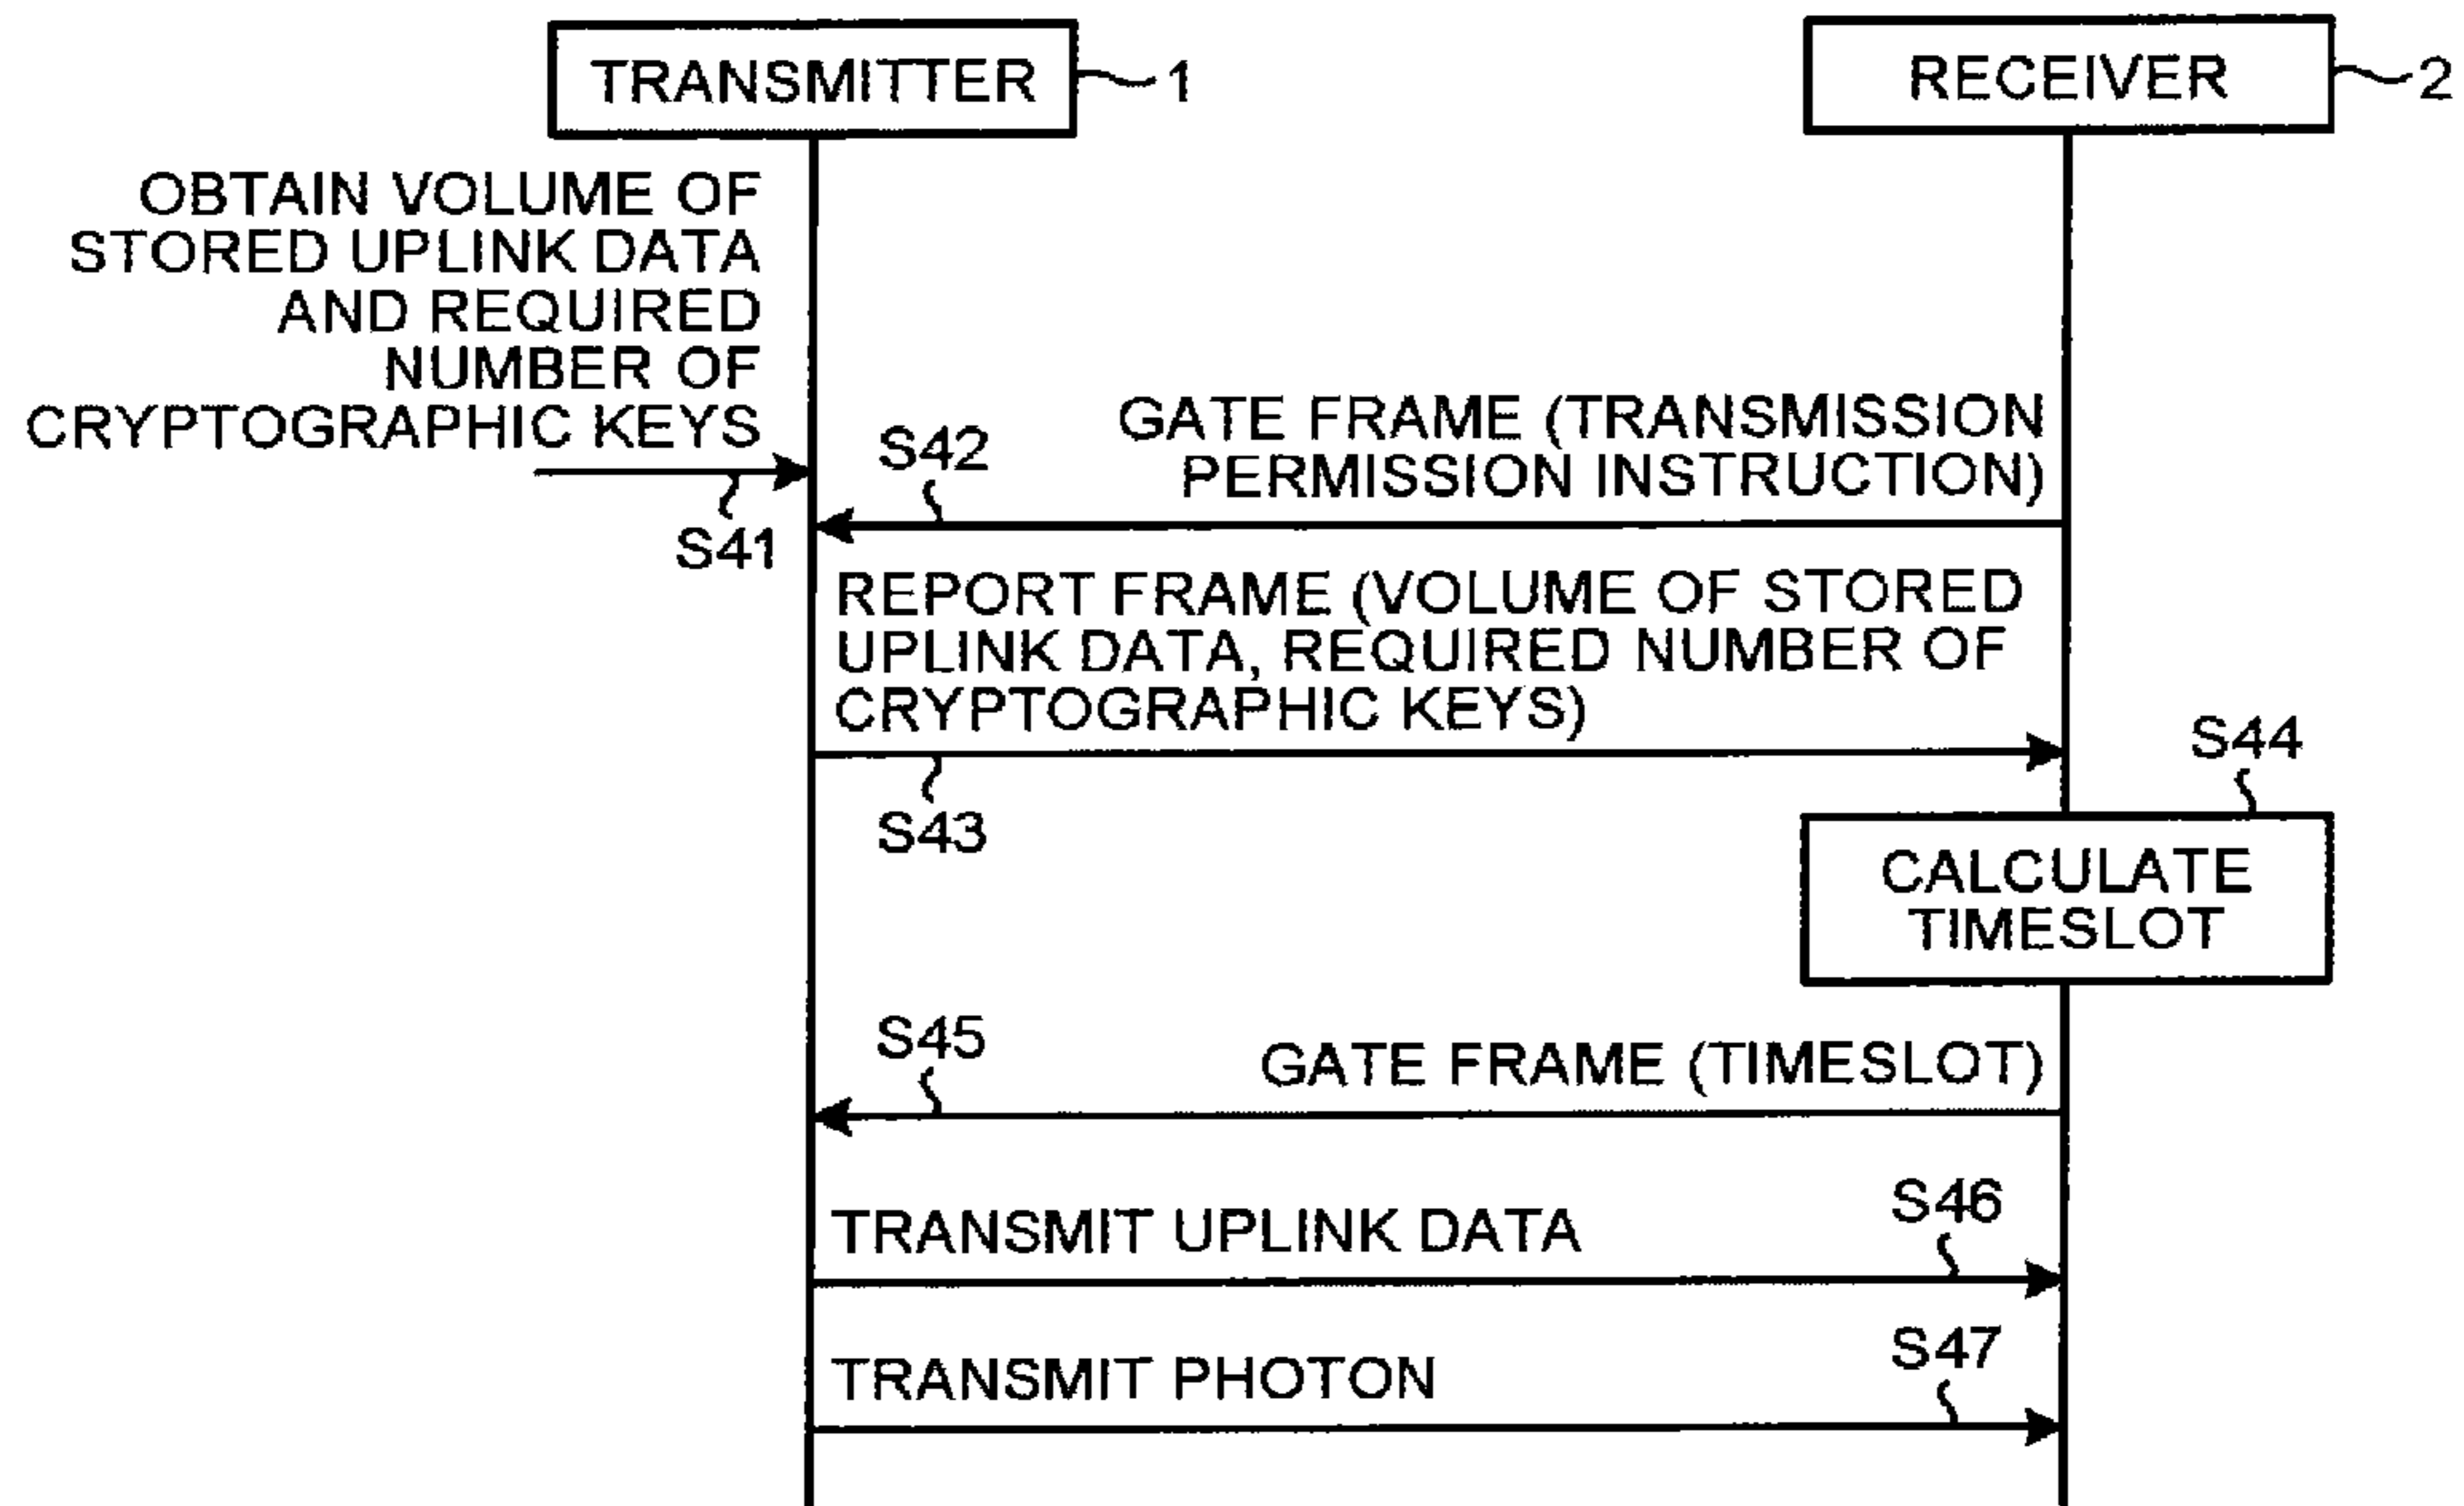 TRANSMITTER
1
RECEIVER
2
OBTAIN VOLUME OF
STORED UPLINK DATA
AND REQUIRED
NUMBER OF
CRYPTOGRAPHIC KEYS
S41
S42
GATE FRAME (TRANSMISSION
PERMISSION INSTRUCTION)
REPORT FRAME (VOLUME OF STORED
UPLINK DATA, REQUIRED NUMBER OF
CRYPTOGRAPHIC KEYS)
S43
S44
CALCULATE
TIMESLOT
S45
GATE FRAME (TIMESLOT)
TRANSMIT UPLINK DATA
S46
TRANSMIT PHOTON
S47